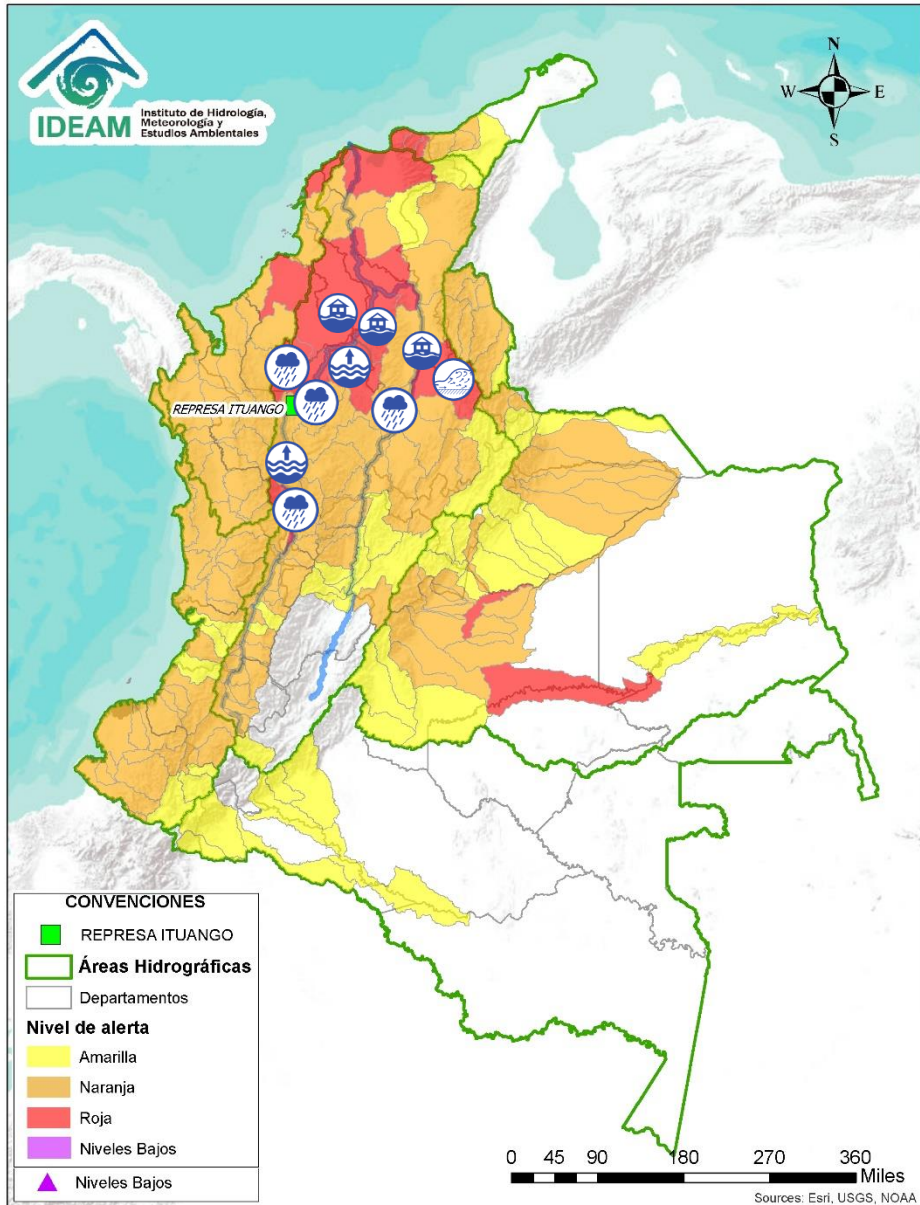 IDEAM
Instituto de Hidrología,
Meteorología y
Estudios Ambientales
N
W
E
S
REPRESA ITUANGO
CONVENCIONES
REPRESA ITUANGO
Áreas Hidrográficas
Departamentos
Nivel de alerta
Amarilla
Naranja
Roja
Niveles Bajos
Niveles Bajos
0 45 90 180 270 360
Miles
Sources: Esri, USGS, NOAA